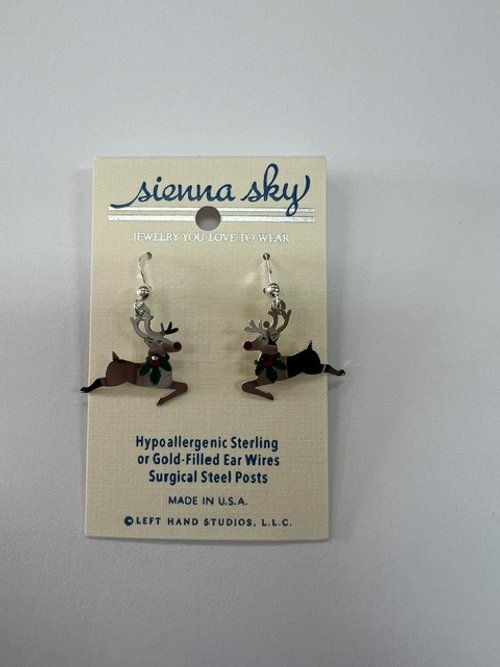 sienna sky
JEWELRY YOU LOVE TO WEAR
Hypoallergenic Sterling
or Gold-Filled Ear Wires
Surgical Steel Posts
MADE IN U.S.A.
©LEFT HAND STUDIOS, L.L.C.